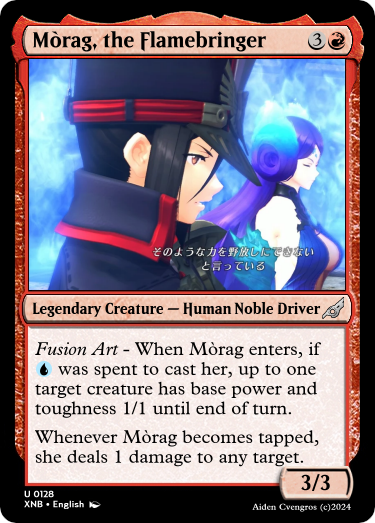 Mòrag, the Flamebringer
3
そのような力を野放しにできない
と言っている
Legendary Creature — Human Noble Driver
Fusion Art - When Mòrag enters, if
was spent to cast her, up to one
target creature has base power and
toughness 1/1 until end of turn.
Whenever Mòrag becomes tapped,
she deals 1 damage to any target.
3/3
U 0128
XNB • English
Aiden Cvengros (c)2024